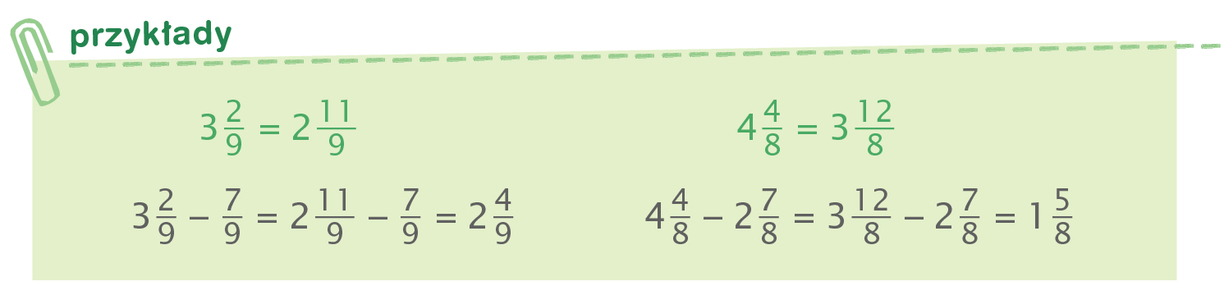 przykłady
3 2/9 = 2 11/9    4 4/8 = 3 12/8
3 2/9 – 7/9 = 2 11/9 – 7/9 = 2 4/9    4 4/8 – 2 7/8 = 3 12/8 – 2 7/8 = 1 5/8